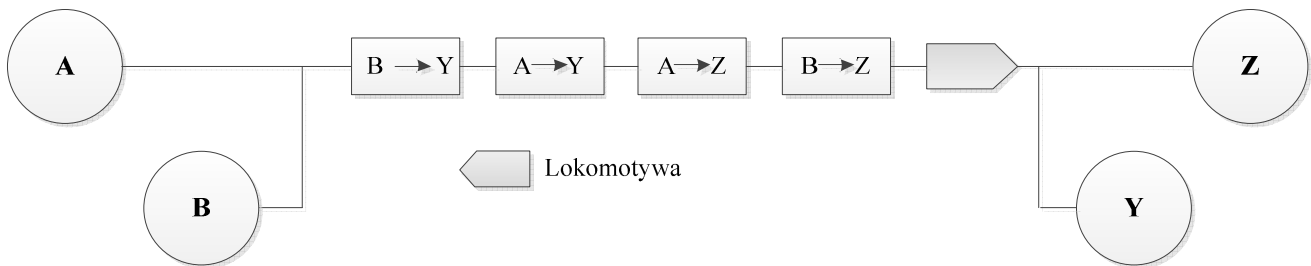 A
B → Y
A → Y
A → Z
B → Z
Z
Lokomotywa
B
Y